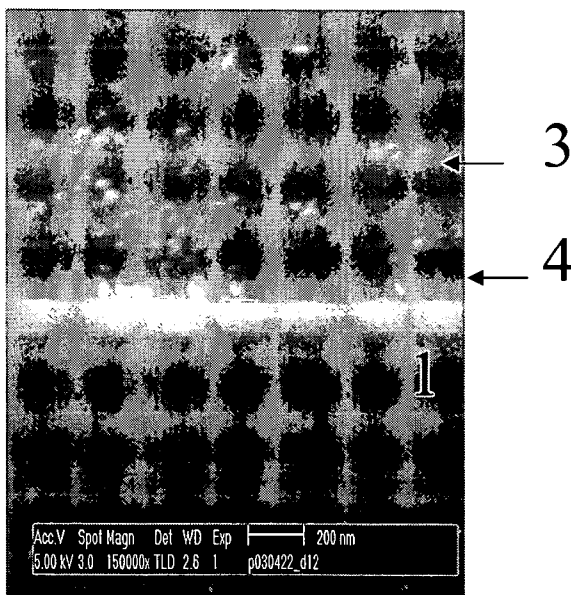 3
4
1
Acc.V Spot Magn Det WD Exp 200 nm
5.00 kV 3.0 150000x TLD 2.6 1 p030422_d12